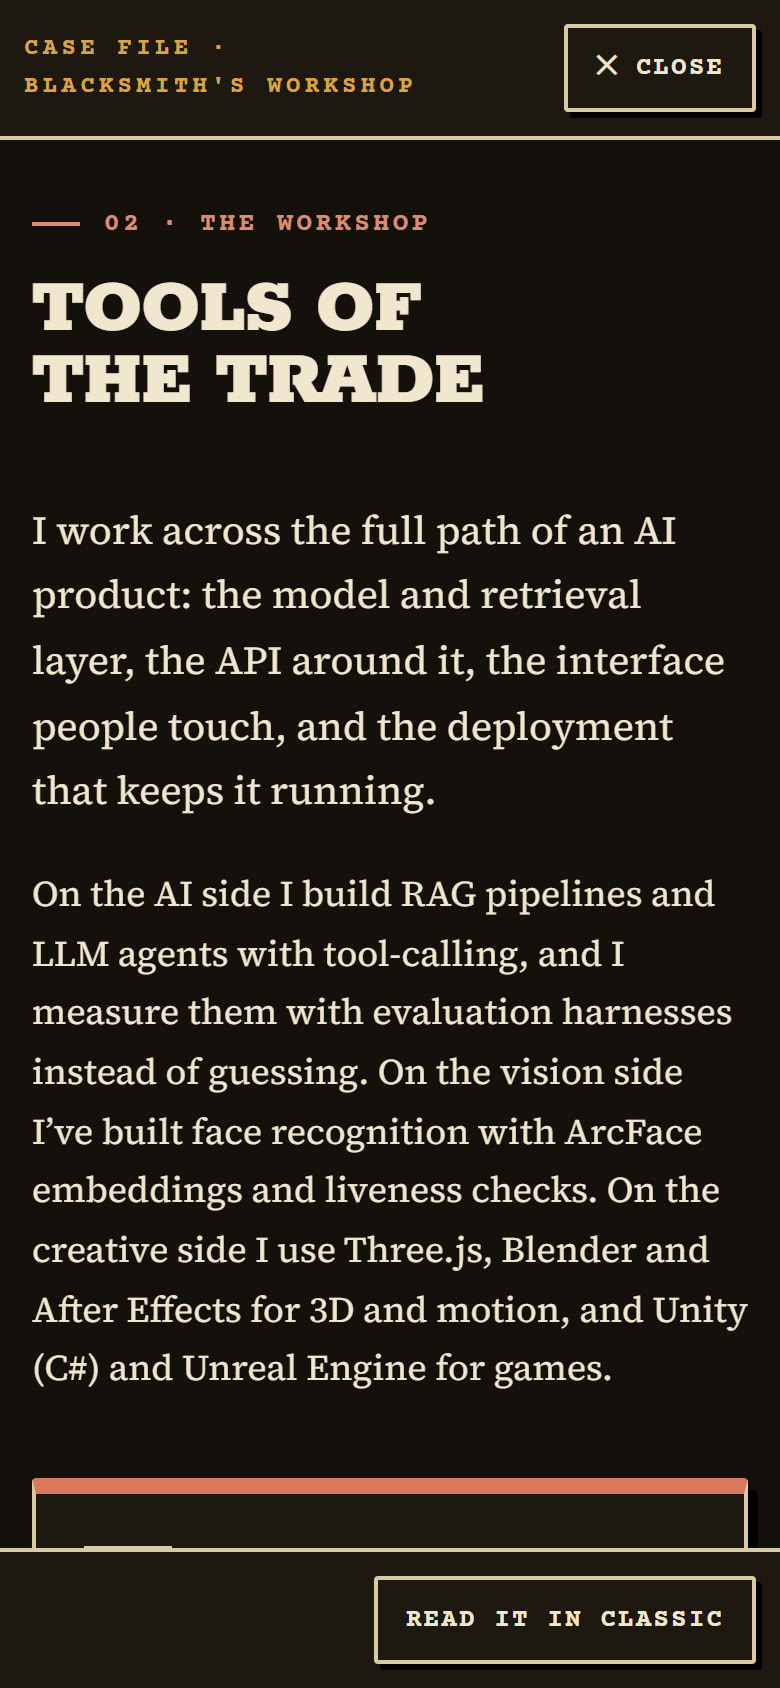 CASE FILE ·
BLACKSMITH'S WORKSHOP
× CLOSE
02 · THE WORKSHOP
TOOLS OF
THE TRADE
I work across the full path of an AI
product: the model and retrieval
layer, the API around it, the interface
people touch, and the deployment
that keeps it running.
On the AI side I build RAG pipelines and
LLM agents with tool-calling, and I
measure them with evaluation harnesses
instead of guessing. On the vision side
I’ve built face recognition with ArcFace
embeddings and liveness checks. On the
creative side I use Three.js, Blender and
After Effects for 3D and motion, and Unity
(C#) and Unreal Engine for games.
READ IT IN CLASSIC